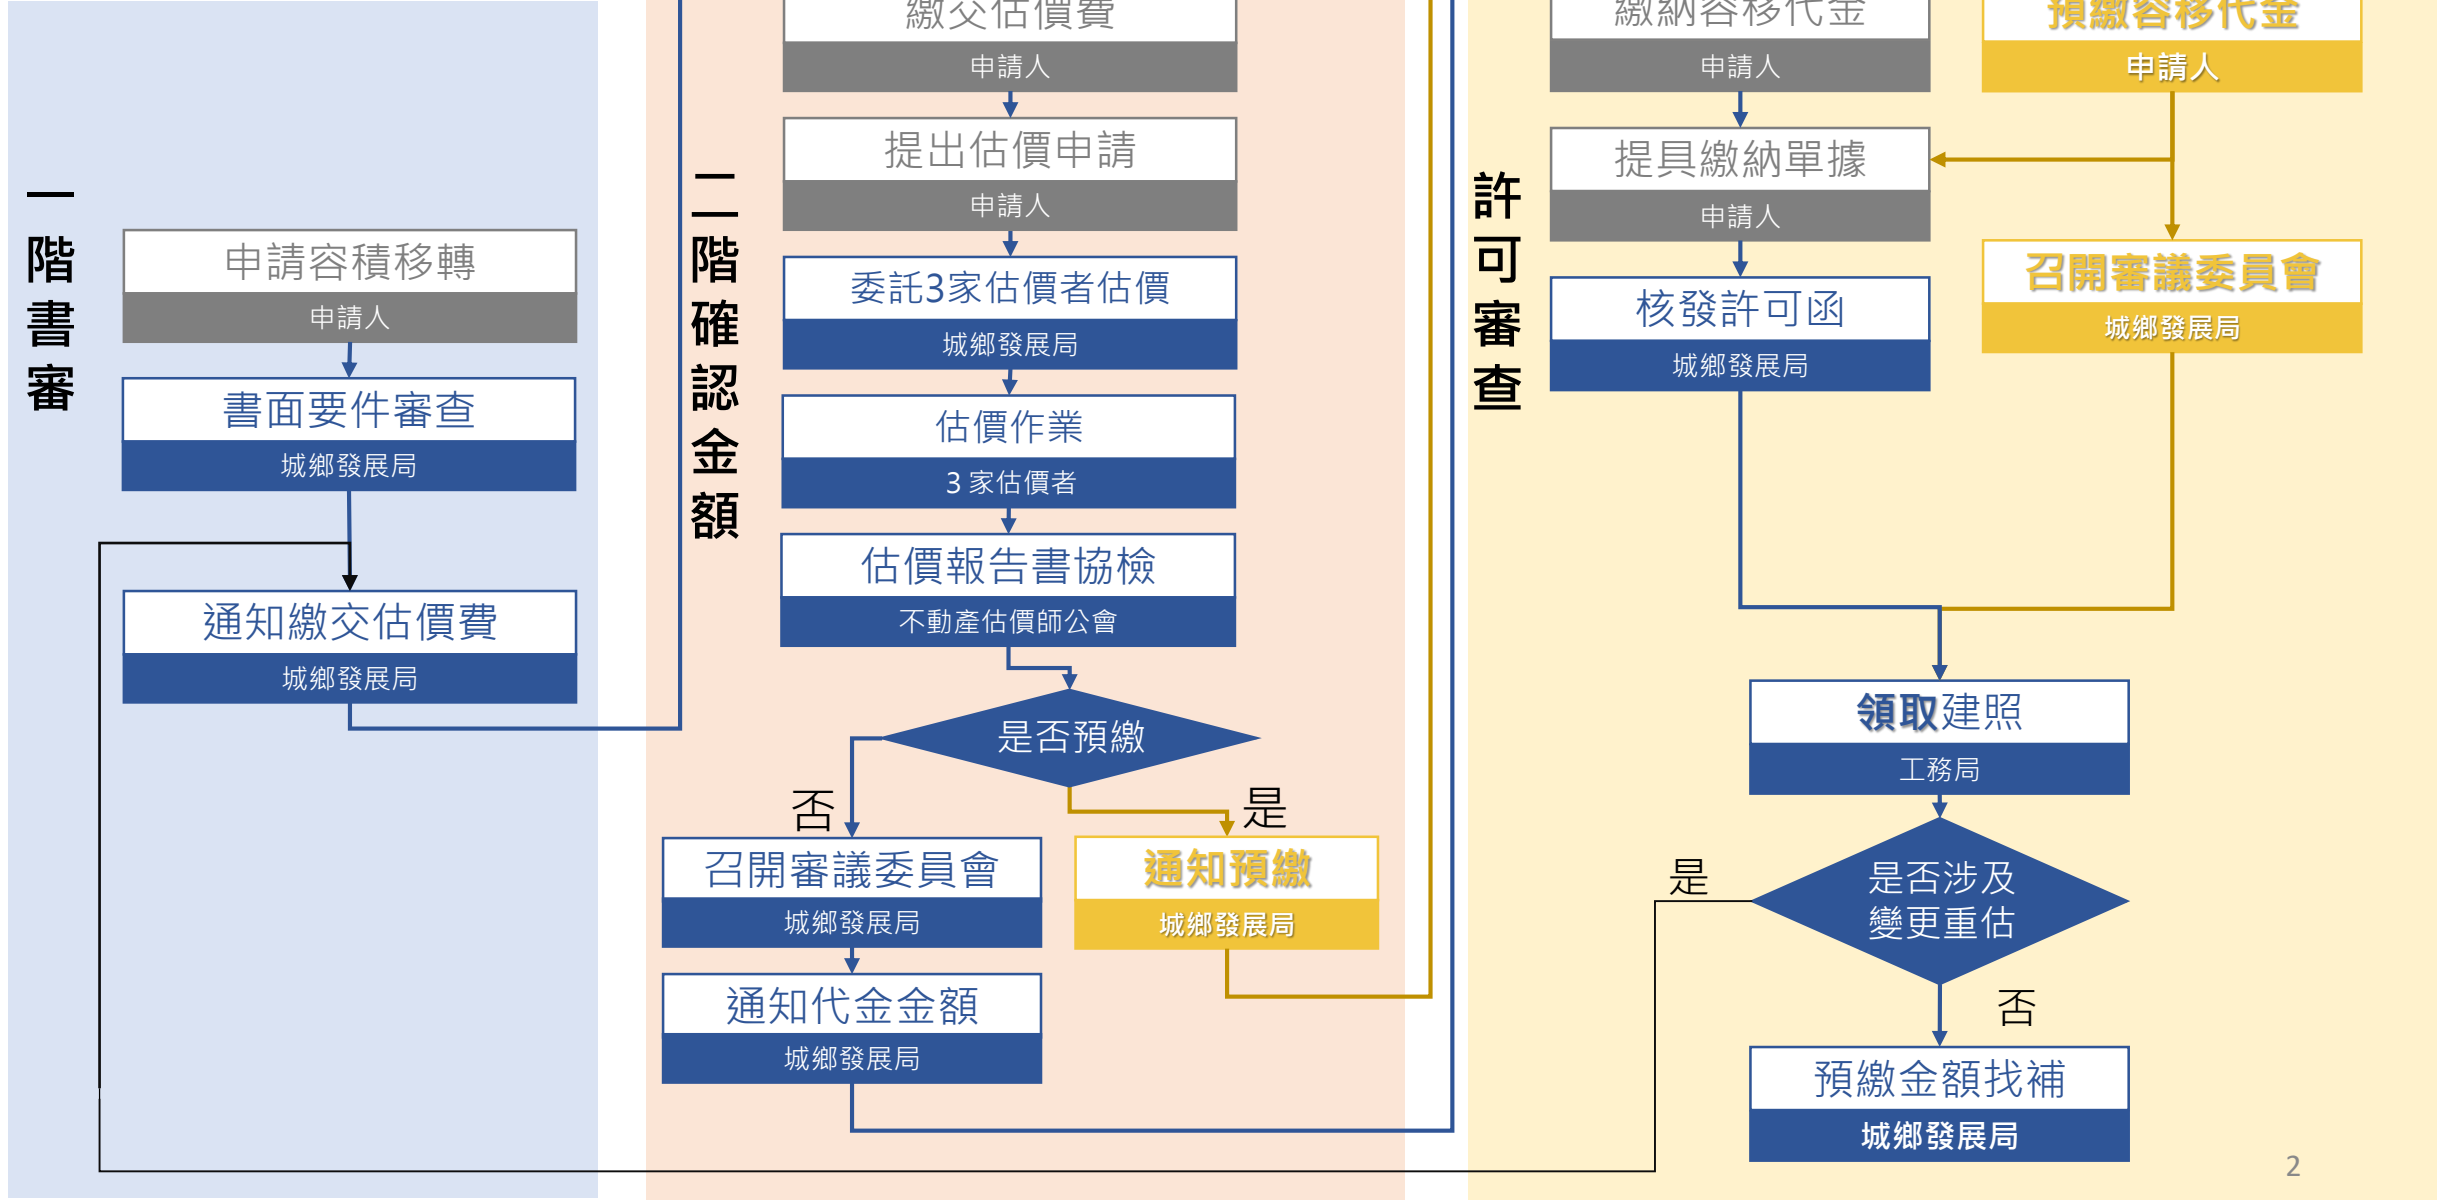 一階書審
申請容積移轉
申請人
書面要件審查
城鄉發展局
通知繳交估價費
城鄉發展局
二階確認金額
繳交估價費
申請人
提出估價申請
申請人
委託3家估價者估價
城鄉發展局
估價作業
3 家估價者
估價報告書協檢
不動產估價師公會
是否預繳
否
是
召開審議委員會
城鄉發展局
通知代金金額
城鄉發展局
通知預繳
城鄉發展局
許可審查
繳納容移代金
申請人
提具繳納單據
申請人
核發許可函
城鄉發展局
預繳容移代金
申請人
召開審議委員會
城鄉發展局
領取建照
工務局
是否涉及
變更重估
是
否
預繳金額找補
城鄉發展局
2